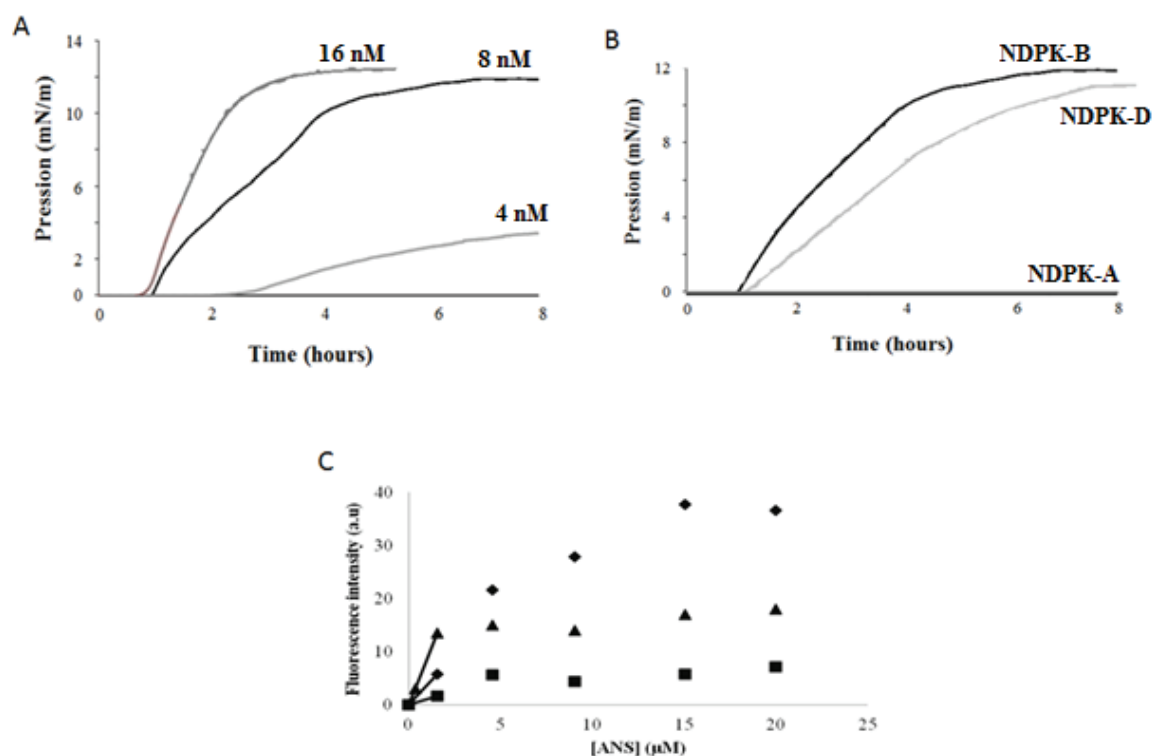 A
Pression (mN/m)
14
10
6
2
0
16 nM
8 nM
4 nM
0 2 4 6 8
Time (hours)
B
Pression (mN/m)
12
8
4
0
NDPK-B
NDPK-D
NDPK-A
0 2 4 6 8
Time (hours)
C
Fluorescence intensity (a.u)
40
30
20
10
0
0 5 10 15 20 25
[ANS] (µM)